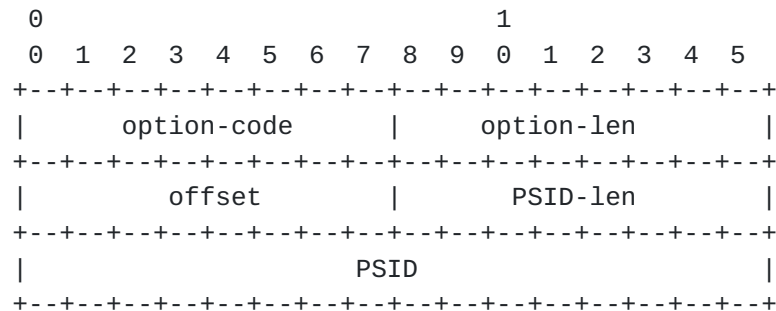 0                             1
0  1  2  3  4  5  6  7  8  9  0  1  2  3  4  5
+--+--+--+--+--+--+--+--+--+--+--+--+--+--+--+--+
|      option-code      |     option-len        |
+--+--+--+--+--+--+--+--+--+--+--+--+--+--+--+--+
|         offset        |       PSID-len        |
+--+--+--+--+--+--+--+--+--+--+--+--+--+--+--+--+
|                     PSID                      |
+--+--+--+--+--+--+--+--+--+--+--+--+--+--+--+--+